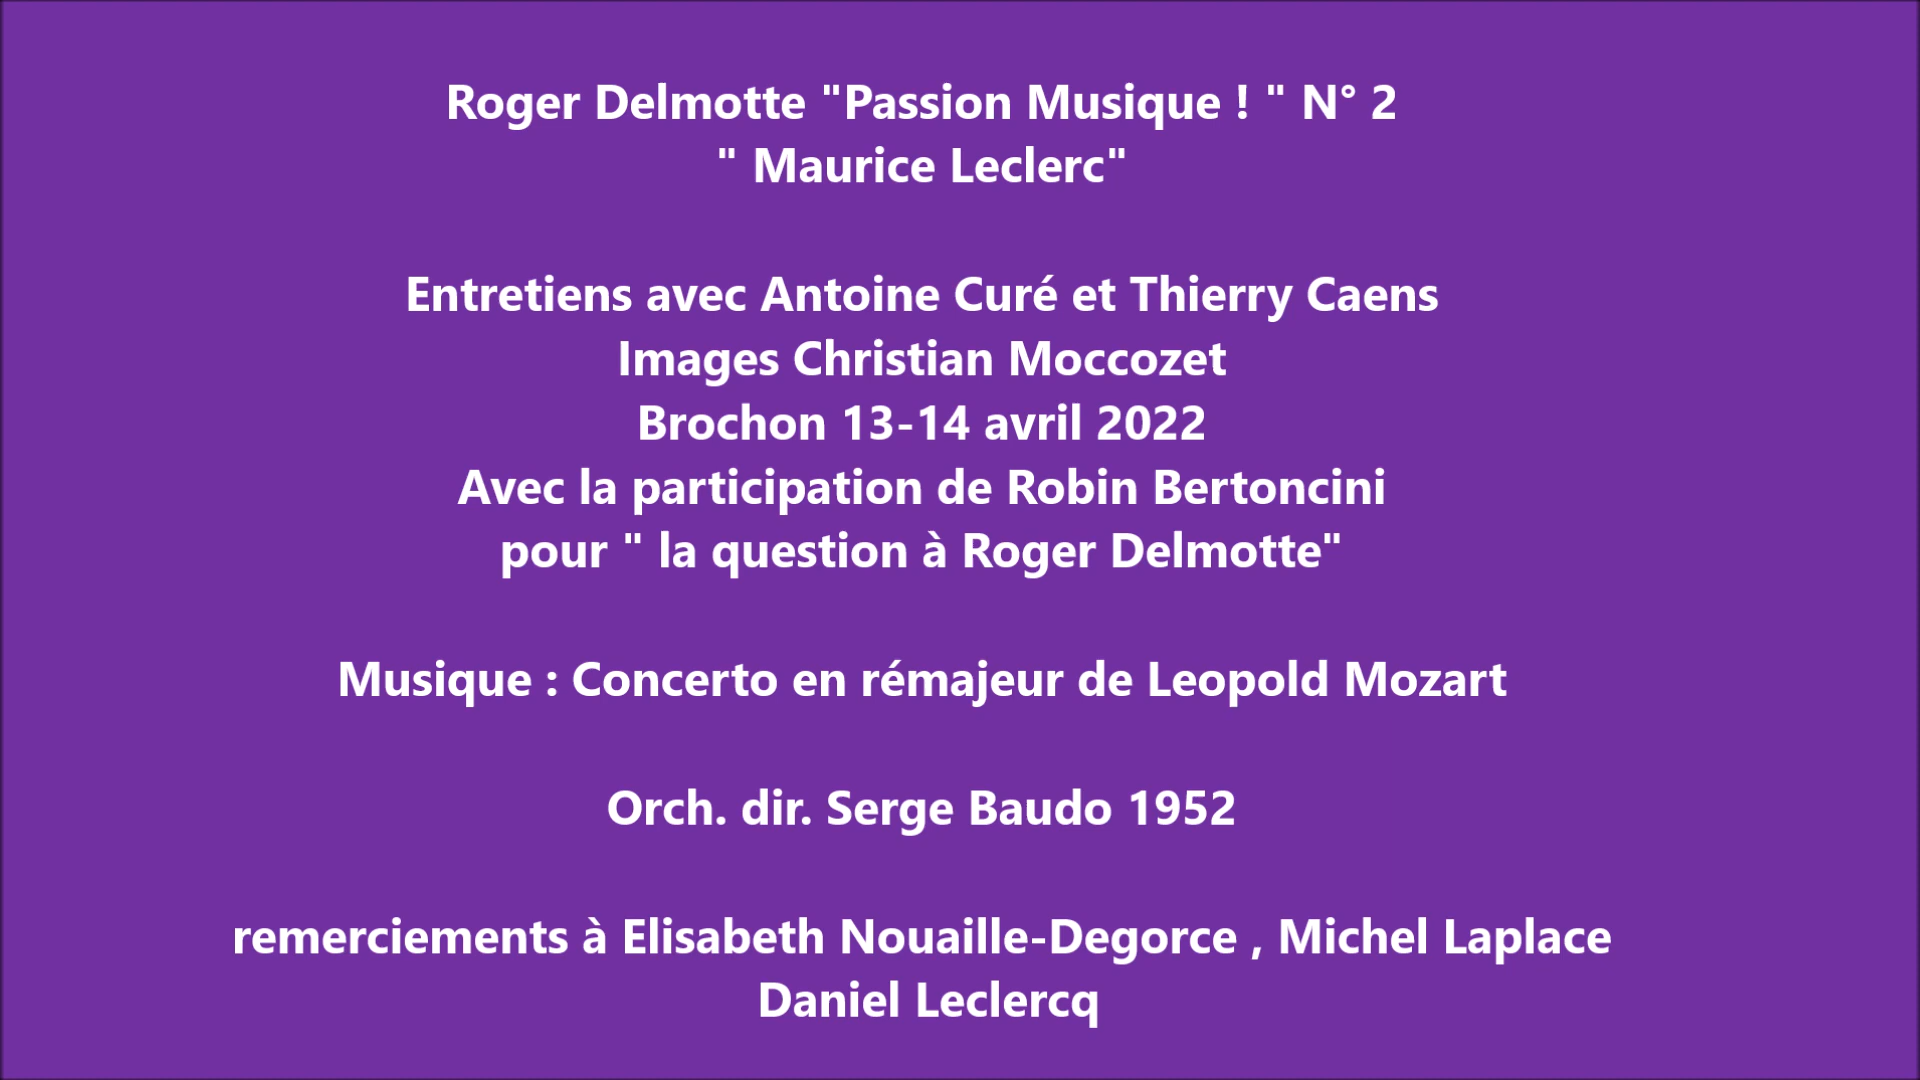 Roger Delmotte "Passion Musique ! " N° 2
" Maurice Leclerc"
Entretiens avec Antoine Curé et Thierry Caens
Images Christian Moccozet
Brochon 13-14 avril 2022
Avec la participation de Robin Bertoncini
pour " la question à Roger Delmotte"
Musique : Concerto en rémajeur de Leopold Mozart
Orch. dir. Serge Baudo 1952
remerciements à Elisabeth Nouaille-Degorce , Michel Laplace
Daniel Leclercq